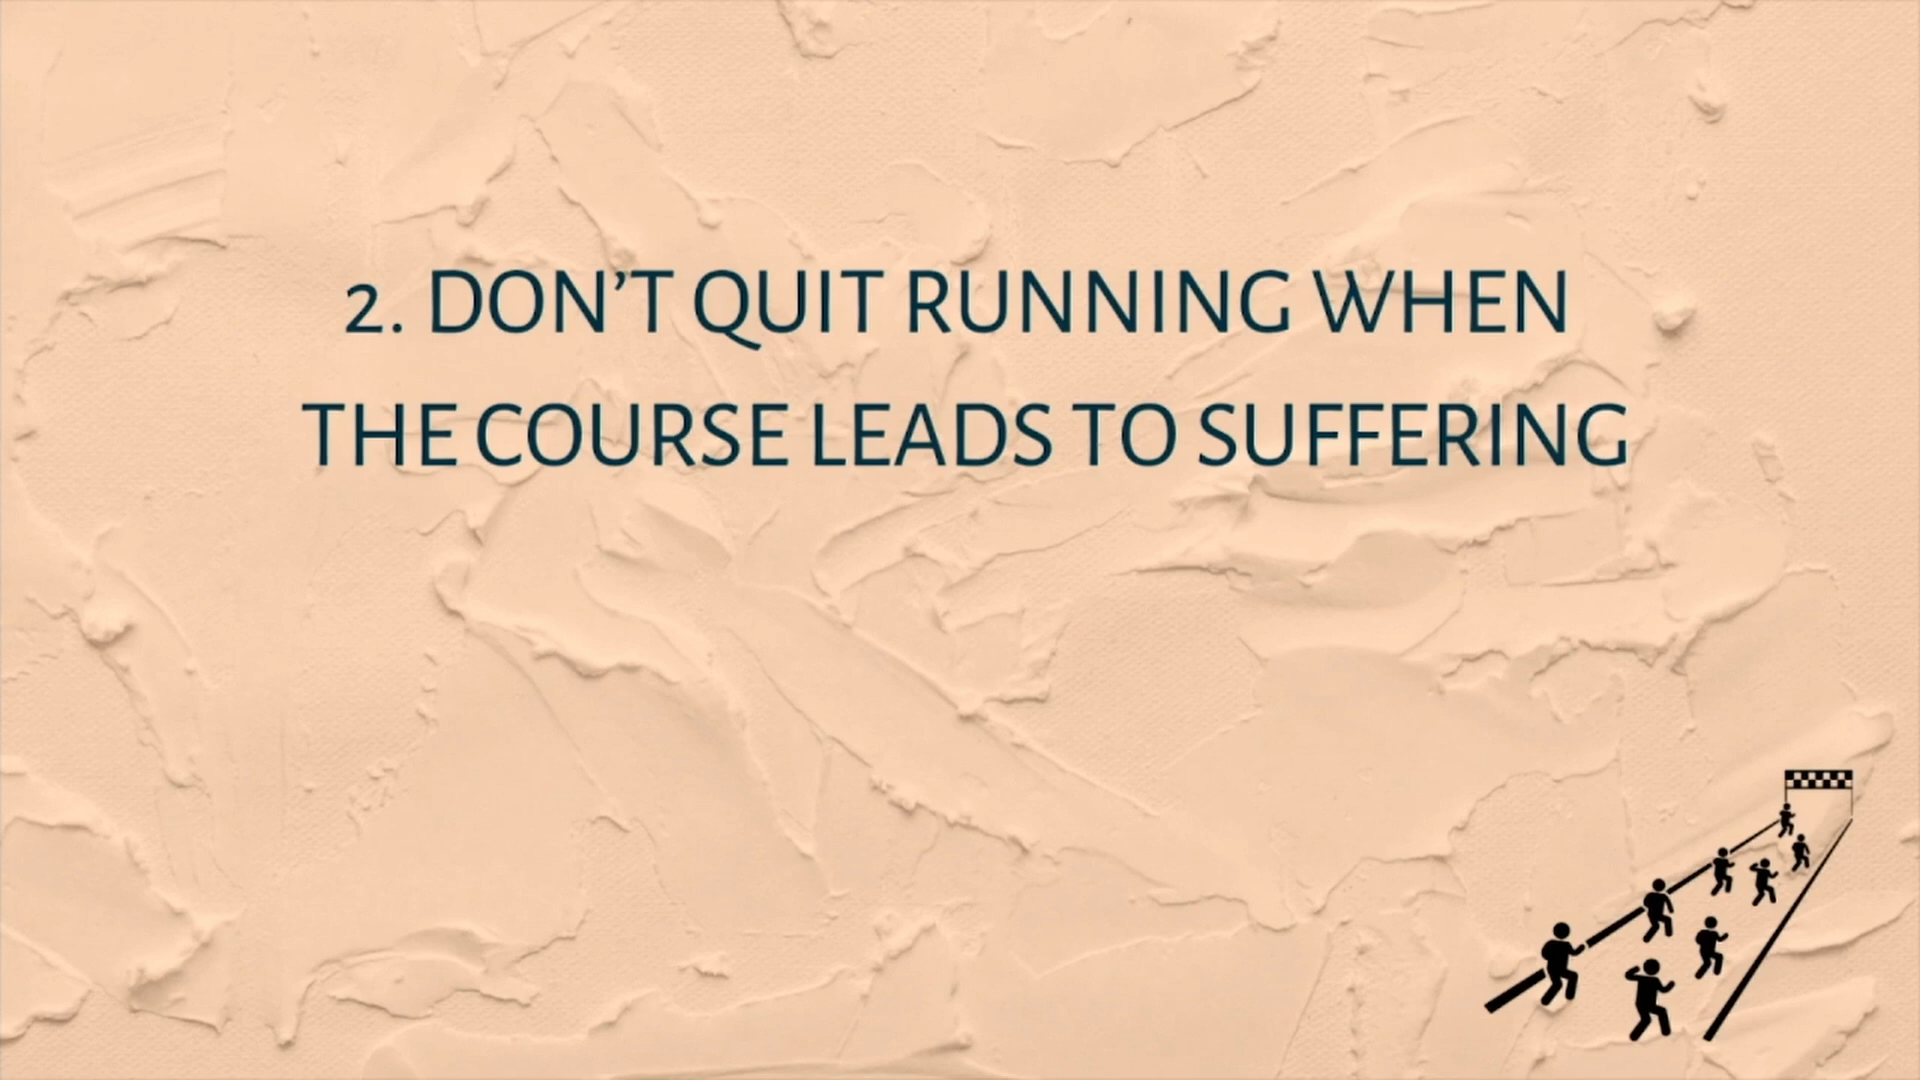 2. DON’T QUIT RUNNING WHEN
THE COURSE LEADS TO SUFFERING